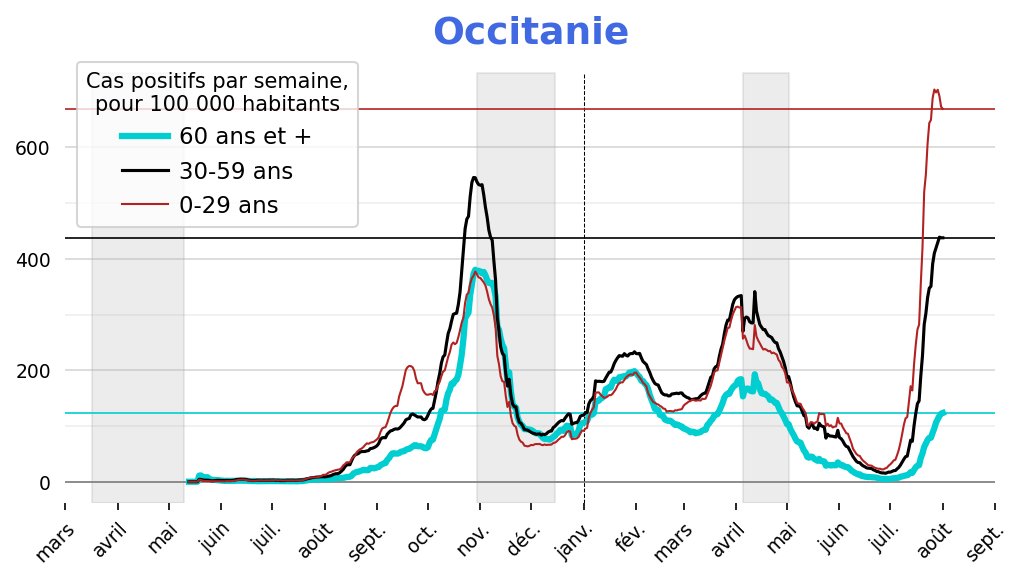 Occitanie
Cas positifs par semaine,
pour 100 000 habitants
60 ans et +
30-59 ans
0-29 ans
600
400
200
0
mars avril mai juin juil. août sept. oct. nov. déc. janv. fév. mars avril mai juin juil. août sept.